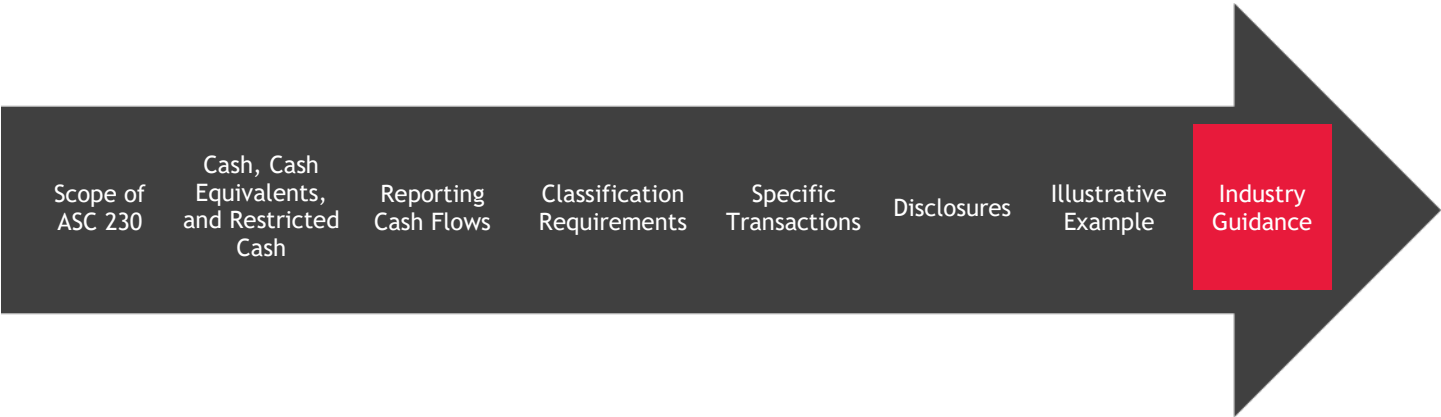 Scope of
ASC 230
Cash, Cash
Equivalents,
and Restricted
Cash
Reporting
Cash Flows
Classification
Requirements
Specific
Transactions
Disclosures
Illustrative
Example
Industry
Guidance